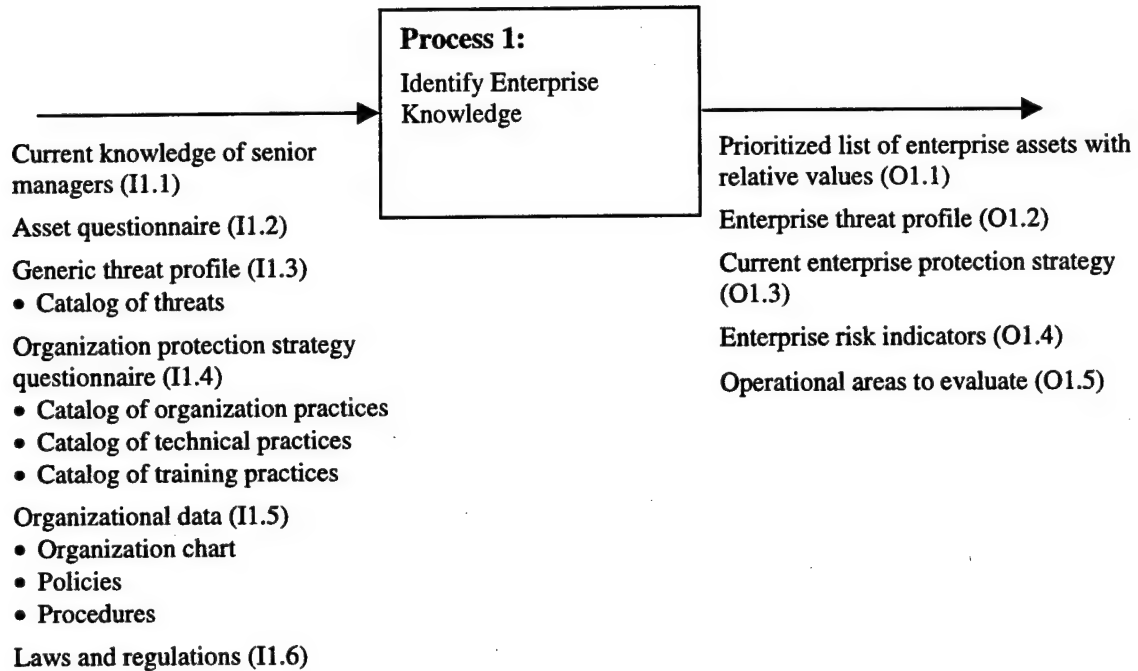 Process 1:
Identify Enterprise
Knowledge
Current knowledge of senior
managers (I1.1)
Asset questionnaire (I1.2)
Generic threat profile (I1.3)
• Catalog of threats
Organization protection strategy
questionnaire (I1.4)
• Catalog of organization practices
• Catalog of technical practices
• Catalog of training practices
Organizational data (I1.5)
• Organization chart
• Policies
• Procedures
Laws and regulations (I1.6)
Prioritized list of enterprise assets with
relative values (O1.1)
Enterprise threat profile (O1.2)
Current enterprise protection strategy
(O1.3)
Enterprise risk indicators (O1.4)
Operational areas to evaluate (O1.5)